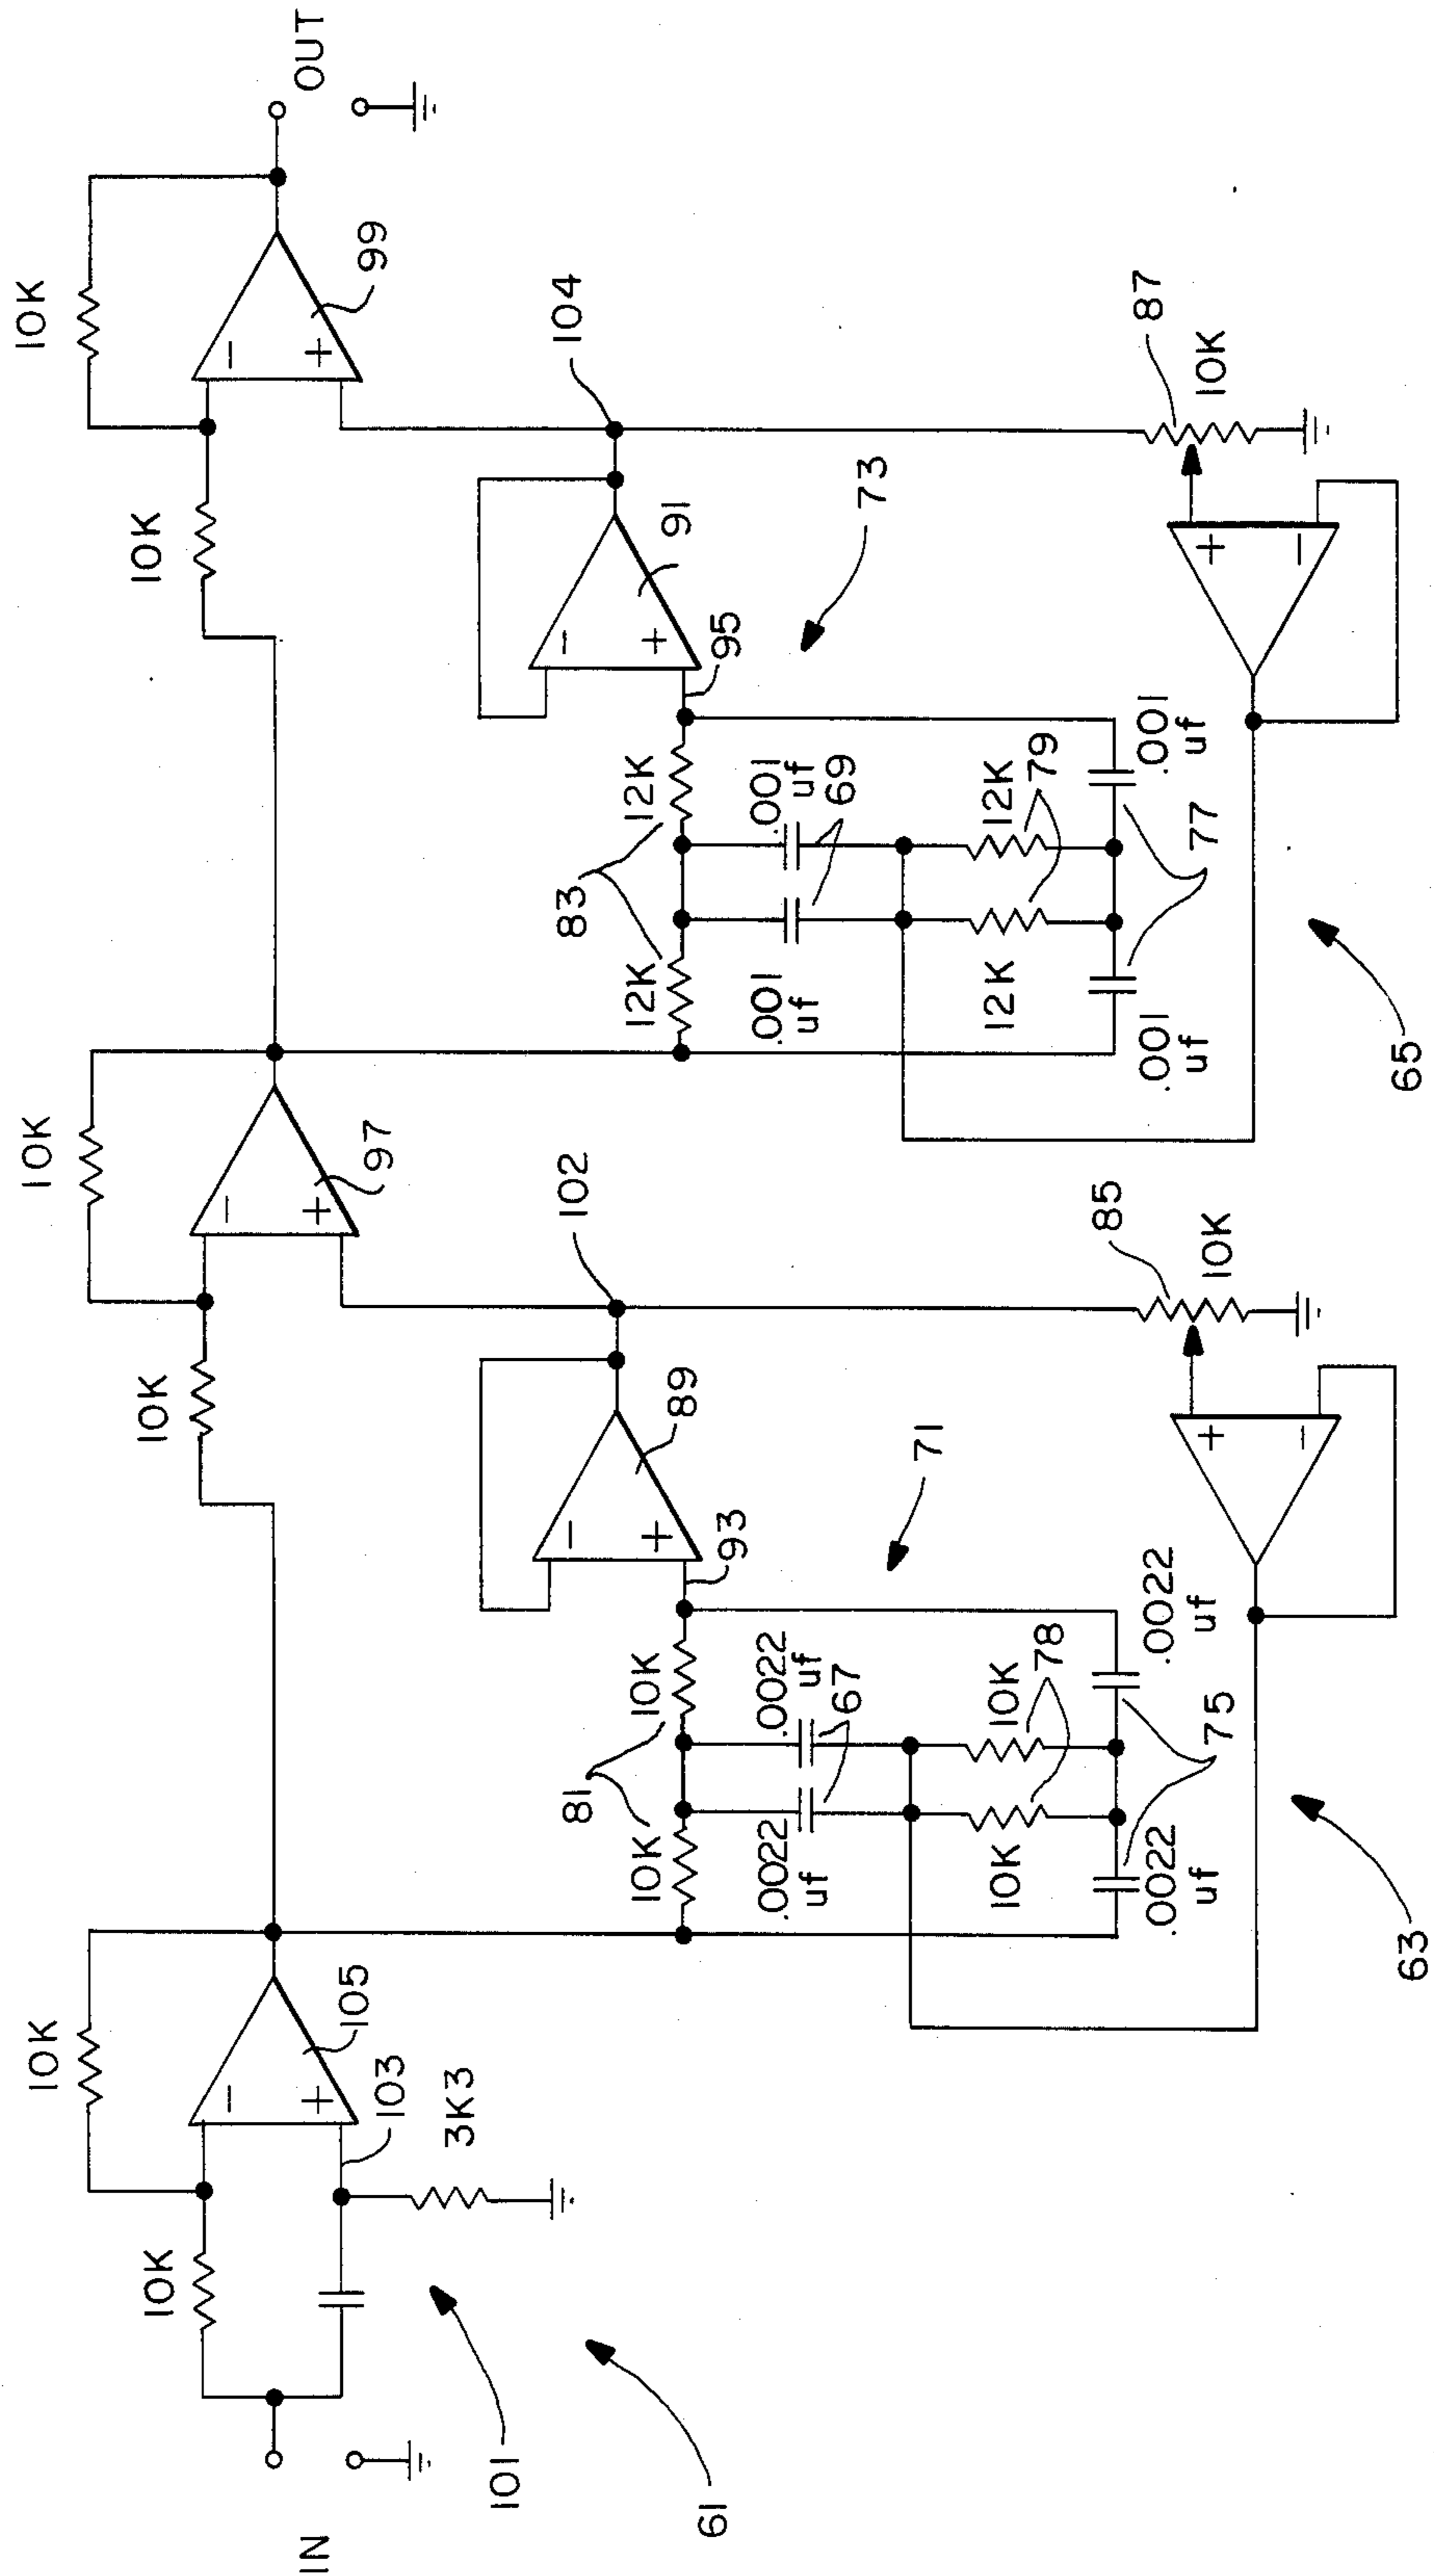 10K
10K
10K
10K
10K
10K
IN
OUT
101
61
103
105
3K3
97
99
102
104
10K
10K
81
93
89
.0022
uf
.0022
uf
67
10K
10K
78
.0022
uf
.0022
uf
75
71
63
85
10K
12K
12K
83
95
91
.001
uf
.001
uf
69
12K
12K
79
.001
uf
.001
uf
77
73
65
87
10K
−
+
−
+
−
+
−
+
−
+
+
−
+
−